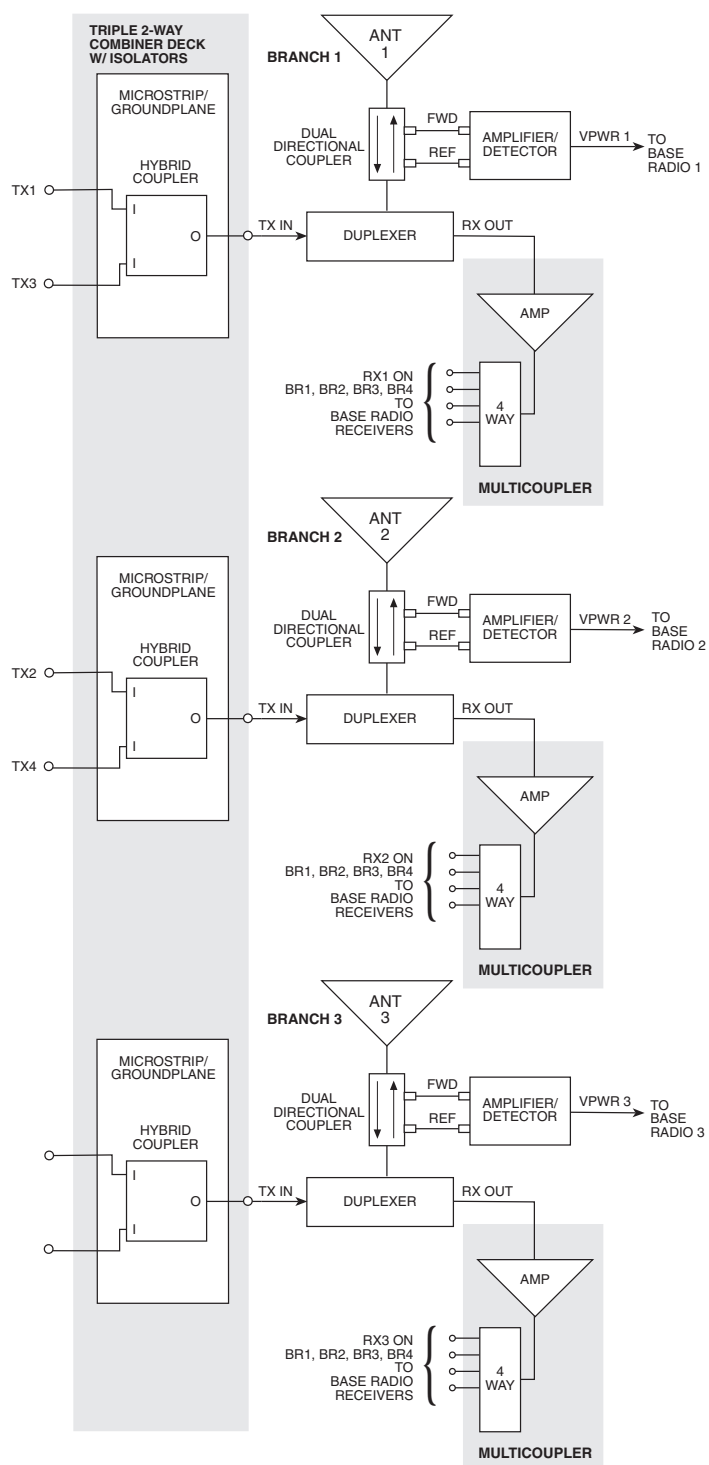 TRIPLE 2-WAY
COMBINER DECK
W/ ISOLATORS
BRANCH 1
ANT
1
MICROSTRIP/
GROUNDPLANE
HYBRID
COUPLER
TX1
TX3
I
I
O
TX IN
DUAL
DIRECTIONAL
COUPLER
FWD
REF
AMPLIFIER/
DETECTOR
VPWR 1
TO
BASE
RADIO 1
DUPLEXER
RX OUT
AMP
RX1 ON
BR1, BR2, BR3, BR4
TO
BASE RADIO
RECEIVERS
4
WAY
MULTICOUPLER
BRANCH 2
ANT
2
MICROSTRIP/
GROUNDPLANE
HYBRID
COUPLER
TX2
TX4
I
I
O
TX IN
DUAL
DIRECTIONAL
COUPLER
FWD
REF
AMPLIFIER/
DETECTOR
VPWR 2
TO
BASE
RADIO 2
DUPLEXER
RX OUT
AMP
RX2 ON
BR1, BR2, BR3, BR4
TO
BASE RADIO
RECEIVERS
4
WAY
MULTICOUPLER
BRANCH 3
ANT
3
MICROSTRIP/
GROUNDPLANE
HYBRID
COUPLER
I
I
O
TX IN
DUAL
DIRECTIONAL
COUPLER
FWD
REF
AMPLIFIER/
DETECTOR
VPWR 3
TO
BASE
RADIO 3
DUPLEXER
RX OUT
AMP
RX3 ON
BR1, BR2, BR3, BR4
TO
BASE RADIO
RECEIVERS
4
WAY
MULTICOUPLER